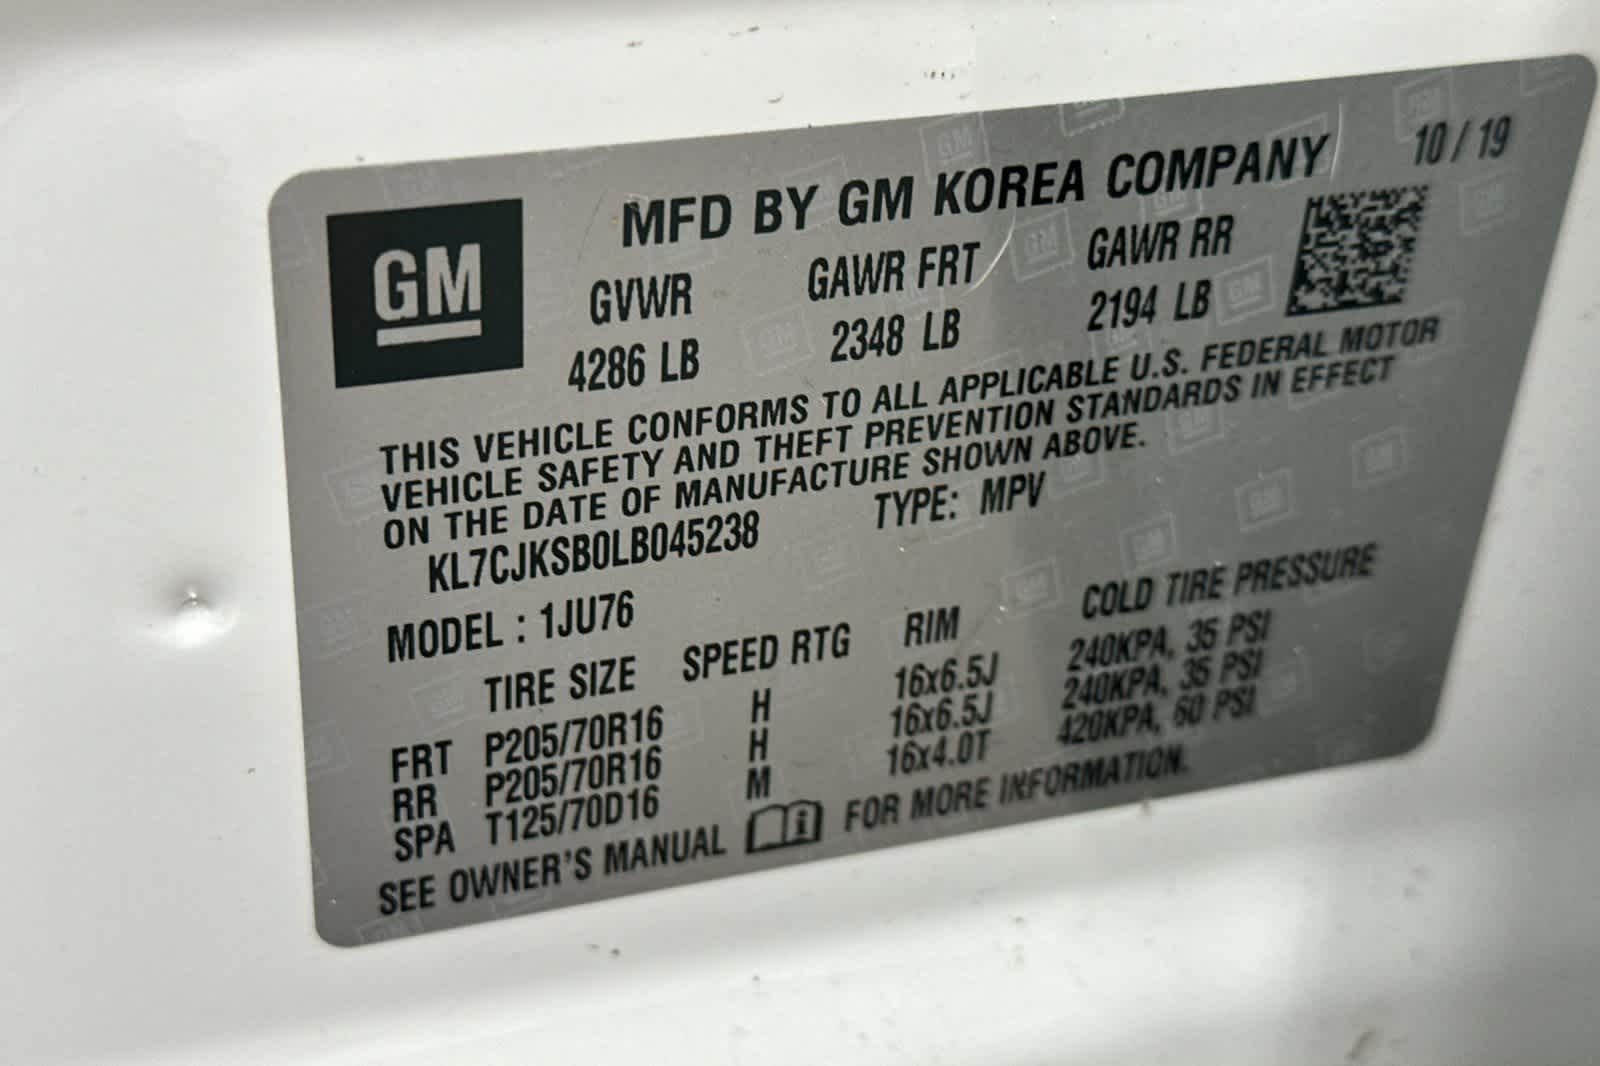 MFD BY GM KOREA COMPANY 10/19
GM
GVWR GAWR FRT GAWR RR
4286 LB 2348 LB 2194 LB
THIS VEHICLE CONFORMS TO ALL APPLICABLE U.S. FEDERAL MOTOR
VEHICLE SAFETY AND THEFT PREVENTION STANDARDS IN EFFECT
ON THE DATE OF MANUFACTURE SHOWN ABOVE.
KL7CJKSB0LB045238 TYPE: MPV
MODEL : 1JU76
TIRE SIZE SPEED RTG RIM COLD TIRE PRESSURE
FRT P205/70R16 H 16x6.5J 240KPA, 35 PSI
RR P205/70R16 H 16x6.5J 240KPA, 35 PSI
SPA T125/70D16 M 16x4.0T 420KPA, 60 PSI
SEE OWNER'S MANUAL i FOR MORE INFORMATION.